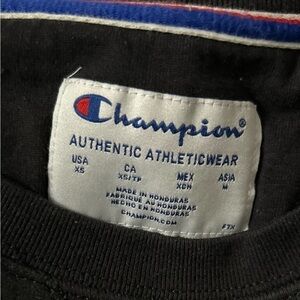 Champion®
AUTHENTIC ATHLETICWEAR
USA CA MEX ASIA
XS XS/TP XCH M
MADE IN HONDURAS
FABRIQUÉ AU HONDURAS
HECHO EN HONDURAS
CHAMPION.COM